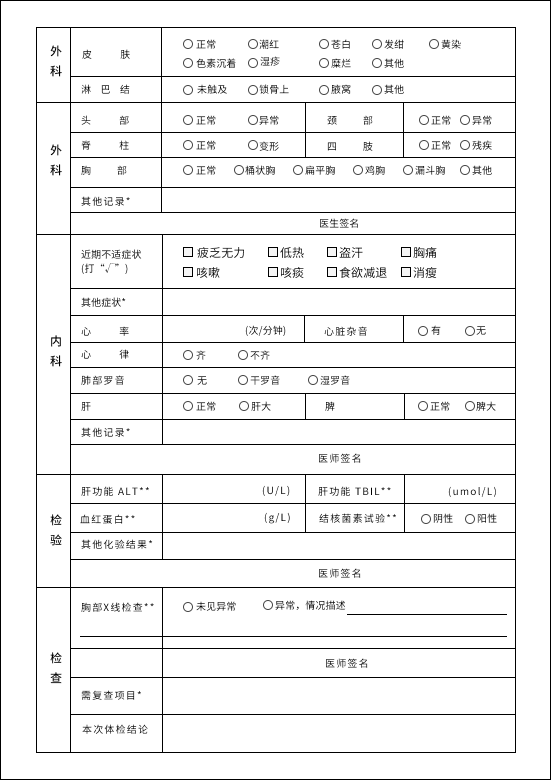 外科
皮 肤 ○正常 ○潮红 ○苍白 ○发绀 ○黄染
○色素沉着 ○湿疹 ○糜烂 ○其他
淋 巴 结 ○未触及 ○锁骨上 ○腋窝 ○其他
外科
头 部 ○正常 ○异常 颈 部 ○正常 ○异常
脊 柱 ○正常 ○变形 四 肢 ○正常 ○残疾
胸 部 ○正常 ○桶状胸 ○扁平胸 ○鸡胸 ○漏斗胸 ○其他
其他记录*
医生签名
内科
近期不适症状
(打“√”)
□疲乏无力 □低热 □盗汗 □胸痛
□咳嗽 □咳痰 □食欲减退 □消瘦
其他症状*
心 率 (次/分钟) 心脏杂音 ○有 ○无
心 律 ○齐 ○不齐
肺部罗音 ○无 ○干罗音 ○湿罗音
肝 ○正常 ○肝大 脾 ○正常 ○脾大
其他记录*
医师签名
检验
肝功能 ALT** (U/L) 肝功能 TBIL** (umol/L)
血红蛋白** (g/L) 结核菌素试验** ○阴性 ○阳性
其他化验结果*
医师签名
检查
胸部X线检查** ○未见异常 ○异常，情况描述
医师签名
需复查项目*
本次体检结论